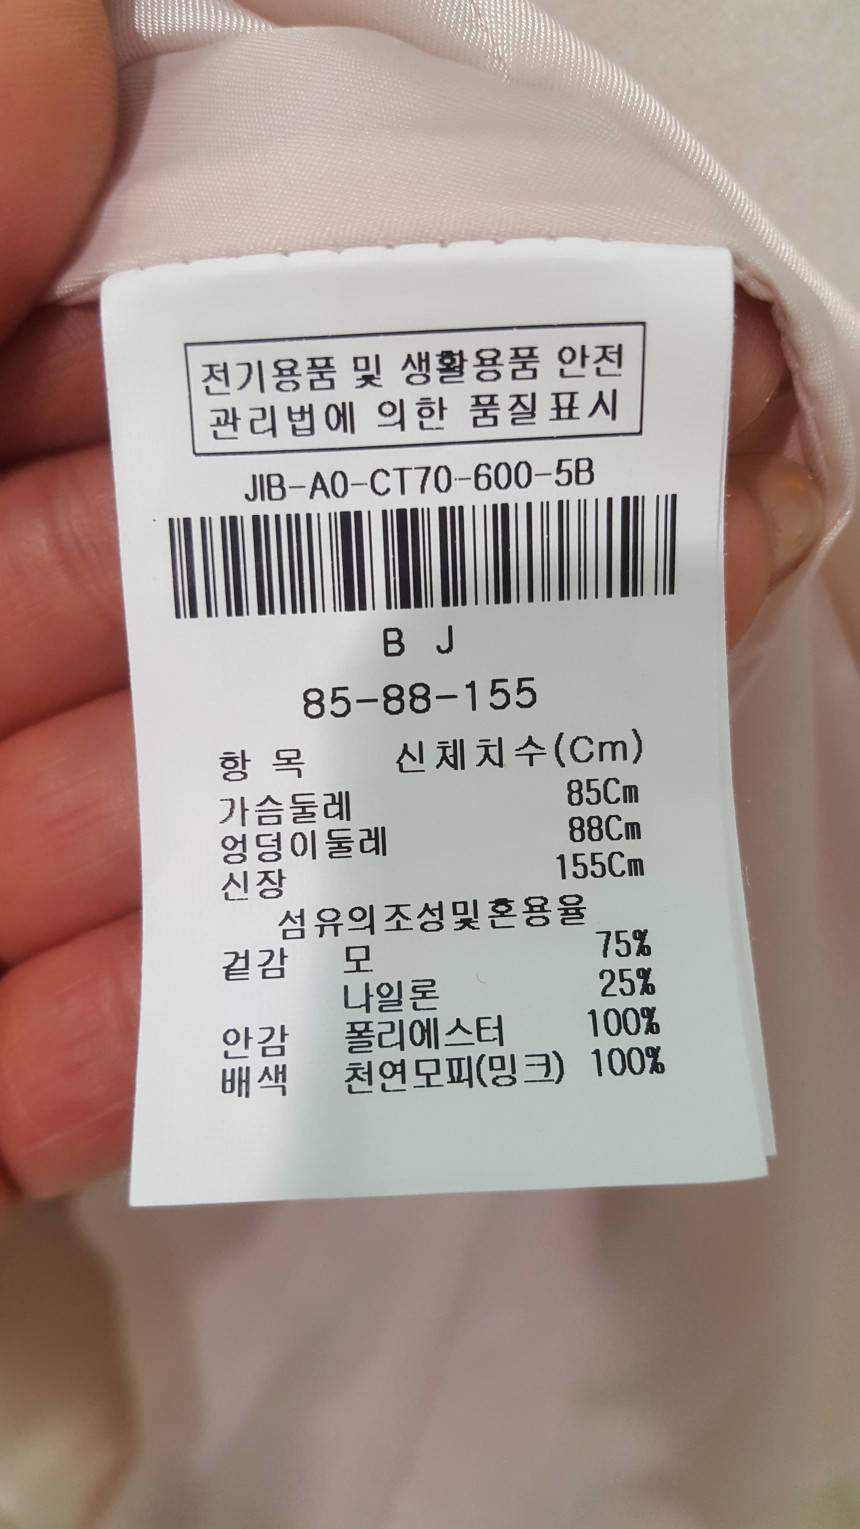 전기용품 및 생활용품 안전
관리법에 의한 품질표시
JIB-A0-CT70-600-5B
B J
85-88-155
항 목 신체치수(Cm)
가슴둘레 85Cm
엉덩이둘레 88Cm
신장 155Cm
섬유의조성및혼용율
겉감 모 75%
나일론 25%
안감 폴리에스터 100%
배색 천연모피(밍크) 100%